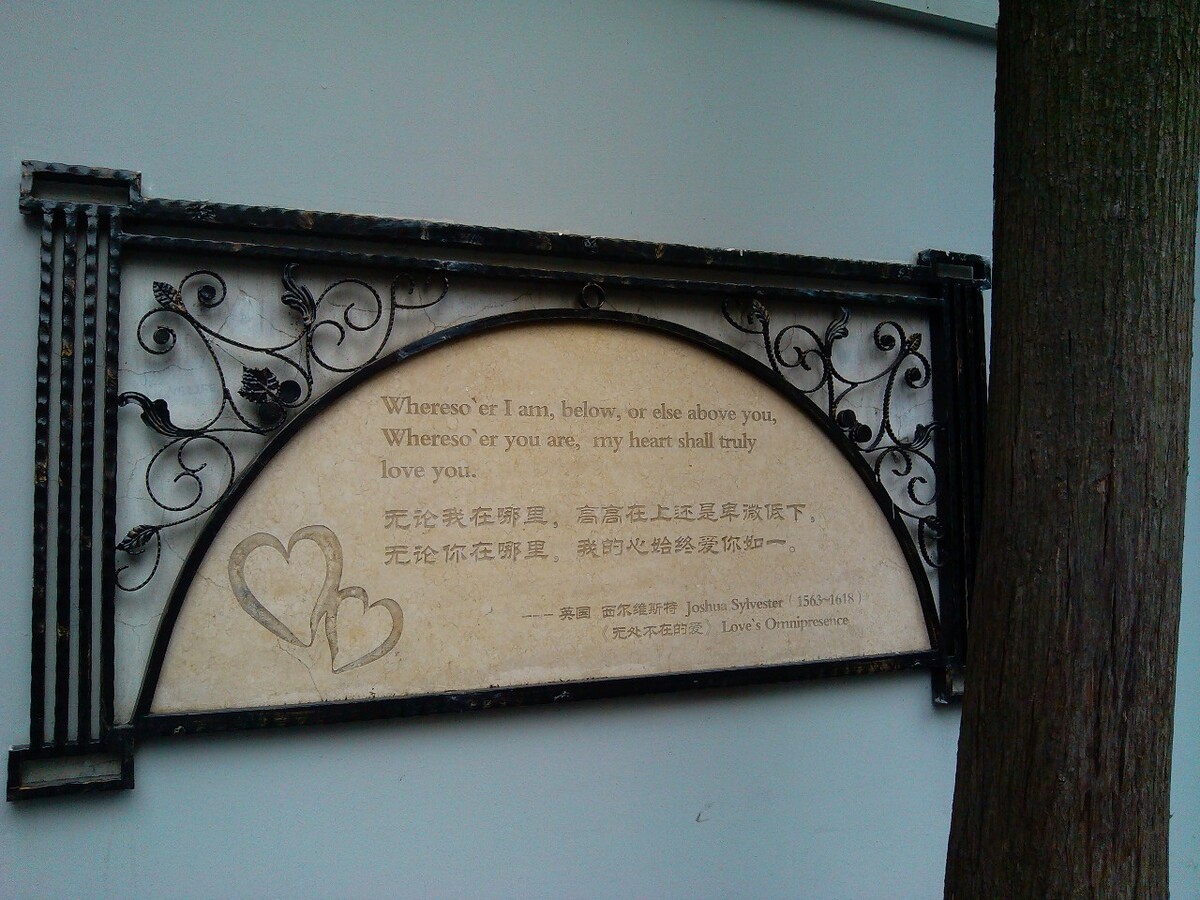 Whereso`er I am, below, or else above you,
Whereso`er you are, my heart shall truly
love you.
无论我在哪里，高高在上还是卑微低下，
无论你在哪里。我的心始终爱你如一。
——英国 西尔维斯特 Joshua Sylvester（1563~1618）
《无处不在的爱》 Love`s Omnipresence